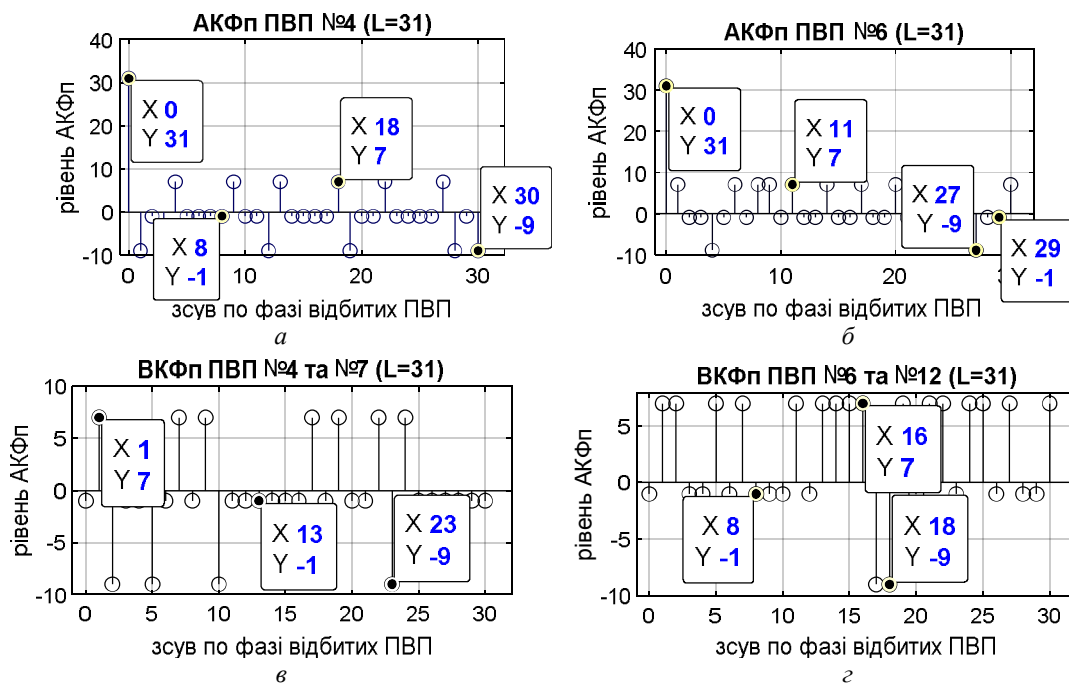 АКФп ПВП №4 (L=31)
рівень АКФп
40
30
20
10
0
-10
X 0
Y 31
X 18
Y 7
X 8
Y -1
X 30
Y -9
0
10
20
30
зсув по фазі відбитих ПВП
а
АКФп ПВП №6 (L=31)
рівень АКФп
40
30
20
10
0
-10
X 0
Y 31
X 11
Y 7
X 27
Y -9
X 29
Y -1
0
10
20
зсув по фазі відбитих ПВП
б
ВКФп ПВП №4 та №7 (L=31)
рівень АКФп
10
5
0
-5
-10
X 1
Y 7
X 13
Y -1
X 23
Y -9
0
5
10
15
20
25
30
зсув по фазі відбитих ПВП
в
ВКФп ПВП №6 та №12 (L=31)
рівень АКФп
5
0
-5
-10
X 16
Y 7
X 8
Y -1
X 18
Y -9
0
5
10
15
20
25
30
зсув по фазі відбитих ПВП
г